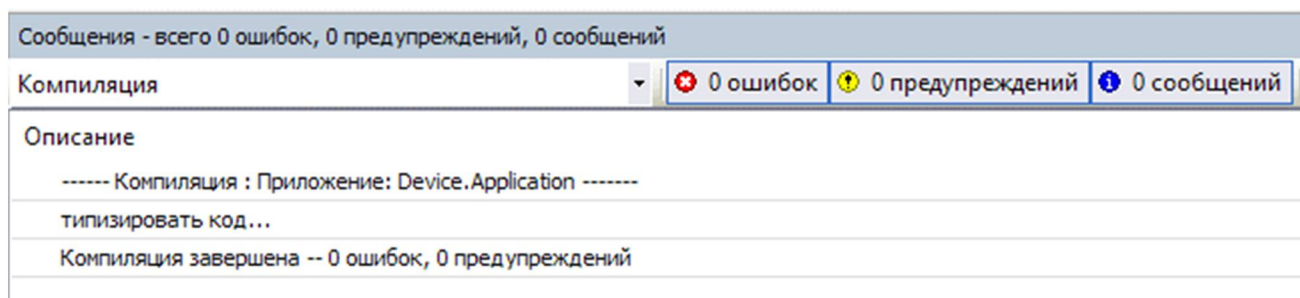 Сообщения - всего 0 ошибок, 0 предупреждений, 0 сообщений
Компиляция 0 ошибок 0 предупреждений 0 сообщений
Описание
------ Компиляция : Приложение: Device.Application -------
типизировать код...
Компиляция завершена -- 0 ошибок, 0 предупреждений